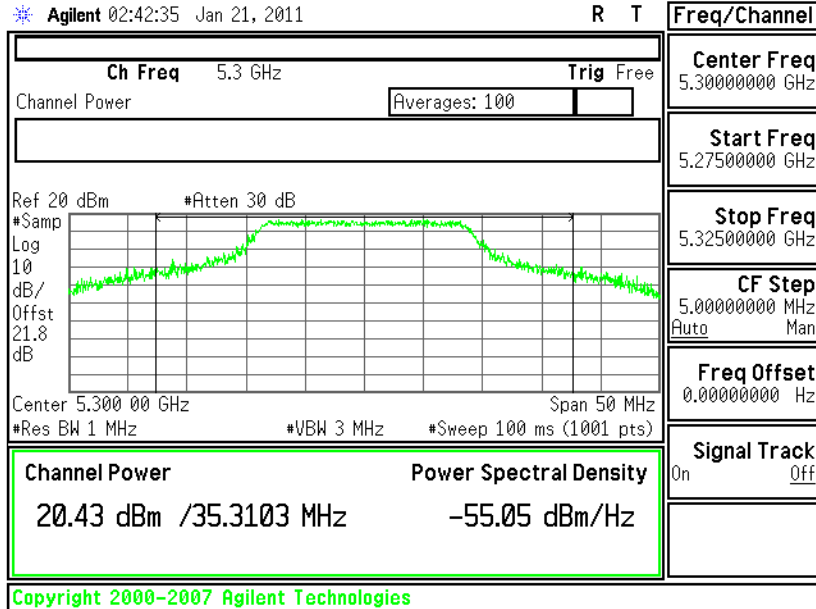 Agilent 02:42:35 Jan 21, 2011 R T
Freq/Channel
Ch Freq 5.3 GHz Trig Free
Channel Power Averages: 100
Ref 20 dBm #Atten 30 dB
#Samp
Log
10
dB/
Offst
21.8
dB
Center 5.300 00 GHz Span 50 MHz
#Res BW 1 MHz #VBW 3 MHz #Sweep 100 ms (1001 pts)
Channel Power Power Spectral Density
20.43 dBm /35.3103 MHz -55.05 dBm/Hz
Center Freq
5.30000000 GHz
Start Freq
5.27500000 GHz
Stop Freq
5.32500000 GHz
CF Step
5.00000000 MHz
Auto Man
Freq Offset
0.00000000 Hz
Signal Track
On Off
Copyright 2000-2007 Agilent Technologies